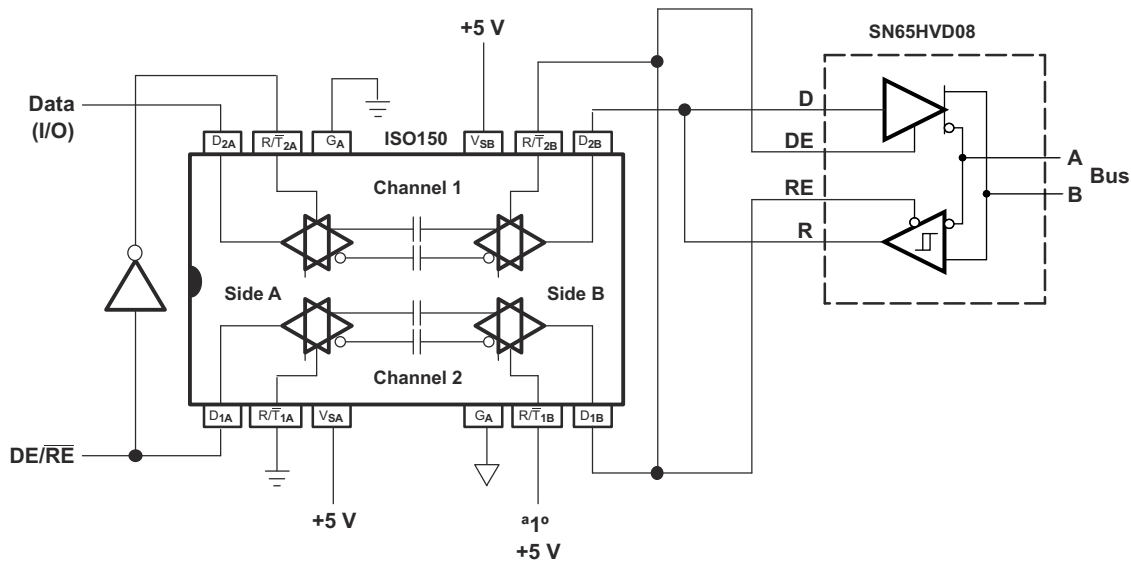 +5 V
SN65HVD08
Data
(I/O)
D2A
R/T̅2A
GA
ISO150
VSB
R/T̅2B
D2B
D
DE
RE
R
A
Bus
B
Channel 1
Side A
Side B
Channel 2
D1A
R/T̅1A
VSA
GA
R/T̅1B
D1B
DE/R̅E̅
+5 V
ª1º
+5 V